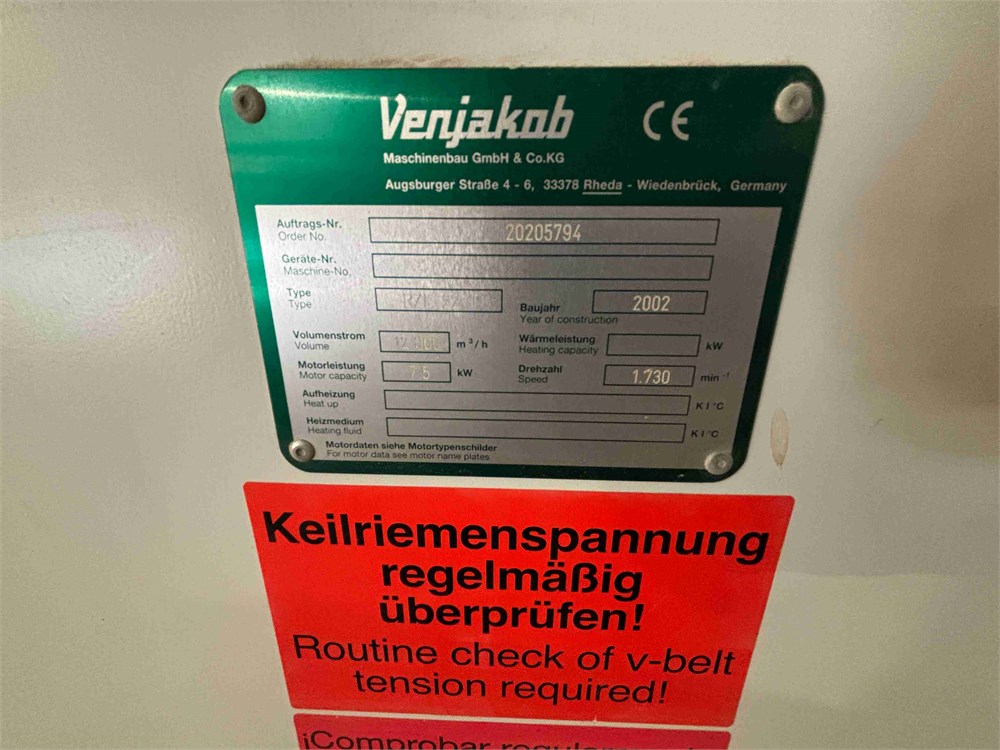 Venjakob CE
Maschinenbau GmbH & Co.KG
Augsburger Straße 4 - 6, 33378 Rheda - Wiedenbrück, Germany
Auftrags-Nr.
Order No.
20205794
Geräte-Nr.
Maschine-No.
Type
Type
Baujahr
Year of construction
2002
Volumenstrom
Volume
m³/h
Wärmeleistung
Heating capacity
kW
Motorleistung
Motor capacity
7.5 kW
Drehzahl
Speed
1.730 min⁻¹
Aufheizung
Heat up
K I °C
Heizmedium
Heating fluid
K I °C
Motordaten siehe Motortypenschilder
For motor data see motor name plates
Keilriemenspannung
regelmäßig
überprüfen!
Routine check of v-belt
tension required!
¡Comprobar